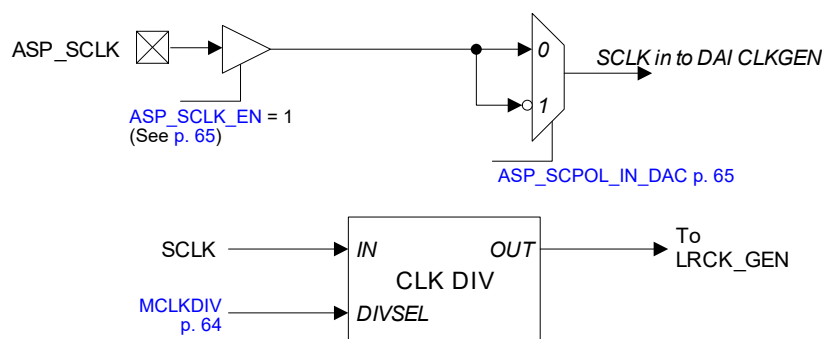 ASP_SCLK
0
SCLK in to DAI CLKGEN
1
ASP_SCLK_EN = 1
(See p. 65)
ASP_SCPOL_IN_DAC p. 65
SCLK
IN
OUT
To
LRCK_GEN
CLK DIV
MCLKDIV
p. 64
DIVSEL